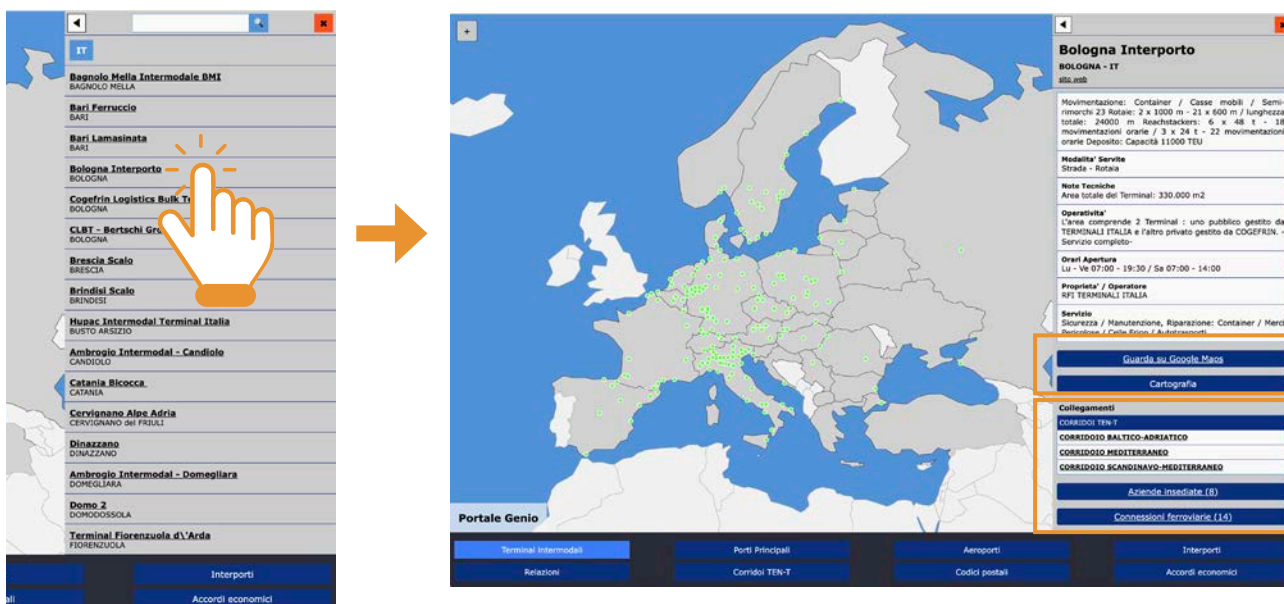 IT
Bagnolo Mella Intermodale BMI
BAGNOLO MELLA
Bari Ferruccio
BARI
Bari Lamasinata
BARI
Bologna Interporto
BOLOGNA
Cogefrin Logistics Bulk
BOLOGNA
CLBT - Bertschi
BOLOGNA
Brescia Scalo
BRESCIA
Brindisi Scalo
BRINDISI
Hupac Intermodal Terminal Italia
BUSTO ARSIZIO
Ambrogio Intermodal - Candiolo
CANDIOLO
Catania Bicocca
CATANIA
Cervignano Alpe Adria
CERVIGNANO del FRIULI
Dinazzano
DINAZZANO
Ambrogio Intermodal - Domegliara
DOMEGLIARA
Domo 2
DOMODOSSOLA
Terminal Fiorenzuola d\'Arda
FIORENZUOLA
Interporti
ali Accordi economici
+
Portale Genio
Terminai intermodali Porti Principali Aeroporti Interporti
Relazioni Corridoi TEN-T Codici postali Accordi economici
Bologna Interporto
BOLOGNA - IT
sito web
Movimentazione: Container / Casse mobili / Semi-
rimorchi 23 Rotaie: 2 x 1000 m - 21 x 600 m / lunghezza
totale: 24000 m Reachstackers: 6 x 48 t - 18
movimentazioni orarie / 3 x 24 t - 22 movimentazioni
orarie Deposito: Capacità 11000 TEU
Modalita' Servite
Strada - Rotaia
Note Tecniche
Area totale del Terminal: 330.000 m2
Operativita'
L'area comprende 2 Terminal : uno pubblico gestito da
TERMINALI ITALIA e l'altro privato gestito da COGEFRIN. -
Servizio completo-
Orari Apertura
Lu - Ve 07:00 - 19:30 / Sa 07:00 - 14:00
Proprieta' / Operatore
RFI TERMINALI ITALIA
Servizio
Sicurezza / Manutenzione, Riparazione: Container / Merci
Pericolose / Celle Frigo / Autotrasporti
Guarda su Google Maps
Cartografia
Collegamenti
CORRIDOI TEN-T
CORRIDOIO BALTICO-ADRIATICO
CORRIDOIO MEDITERRANEO
CORRIDOIO SCANDINAVO-MEDITERRANEO
Aziende insediate (8)
Connessioni ferroviarie (14)